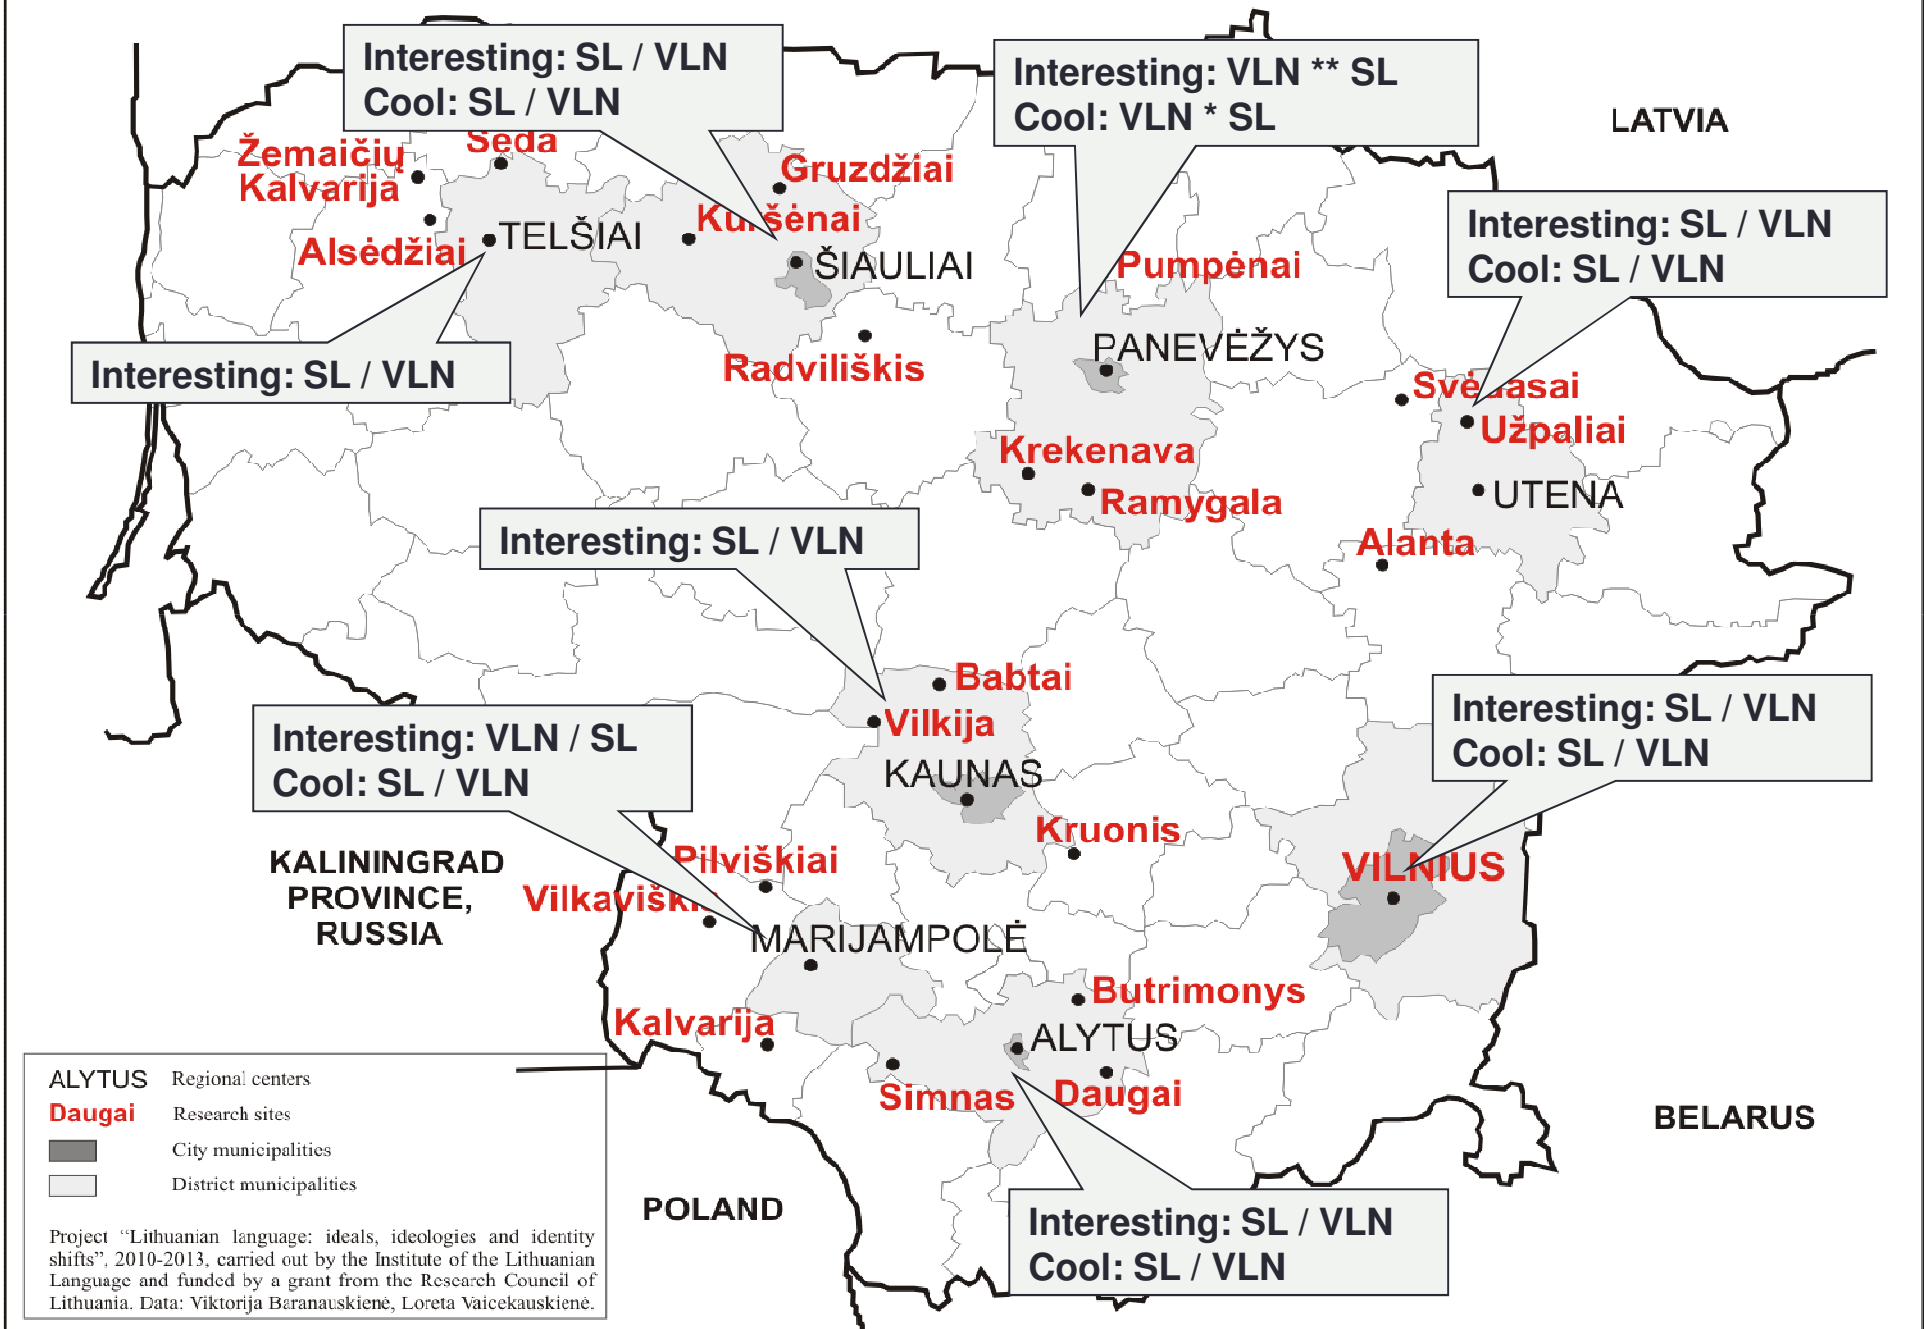 Interesting: SL / VLN
Cool: SL / VLN
Interesting: VLN ** SL
Cool: VLN * SL
LATVIA
Seda
Žemaičių
Kalvarija
Gruzdžiai
Kuršėnai
Interesting: SL / VLN
Cool: SL / VLN
TELŠIAI
Alsėdžiai
ŠIAULIAI
Pumpėnai
PANEVĖŽYS
Radviliškis
Interesting: SL / VLN
Svėdasai
Užpaliai
Krekenava
Ramygala
UTENA
Interesting: SL / VLN
Alanta
Babtai
Vilkija
Interesting: SL / VLN
Cool: SL / VLN
Interesting: VLN / SL
Cool: SL / VLN
KAUNAS
Kruonis
KALININGRAD
PROVINCE,
RUSSIA
Pilviškiai
Vilkaviškis
VILNIUS
MARIJAMPOLĖ
Butrimonys
Kalvarija
ALYTUS
Simnas
Daugai
BELARUS
POLAND
Interesting: SL / VLN
Cool: SL / VLN
ALYTUS Regional centers
Daugai Research sites
City municipalities
District municipalities
Project “Lithuanian language: ideals, ideologies and identity
shifts”, 2010-2013, carried out by the Institute of the Lithuanian
Language and funded by a grant from the Research Council of
Lithuania. Data: Viktorija Baranauskienė, Loreta Vaicekauskienė.